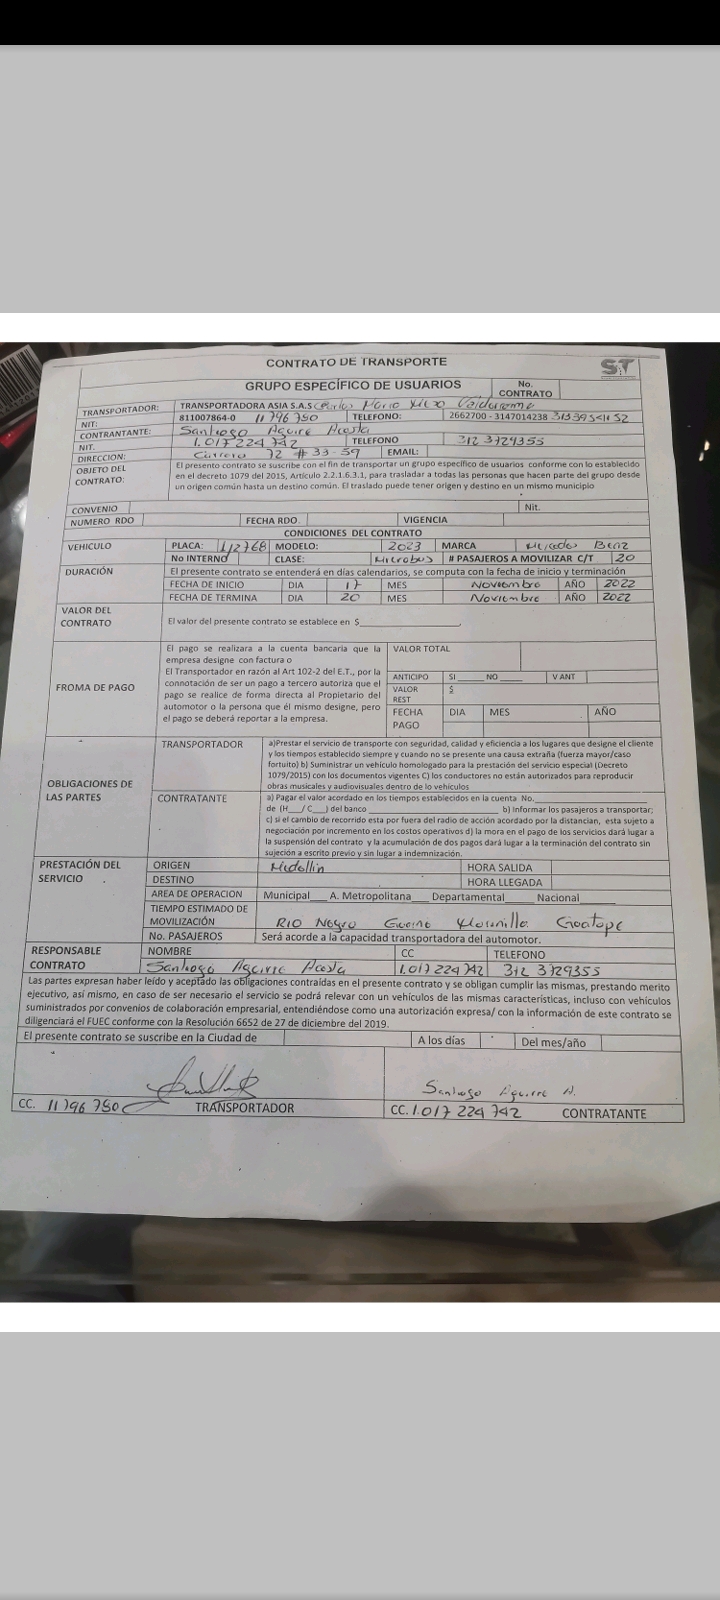 CONTRATO DE TRANSPORTE
ST
GRUPO ESPECÍFICO DE USUARIOS No. CONTRATO
TRANSPORTADOR: TRANSPORTADORA ASIA S.A.S Carlos Mario
NIT: 811007864-0 11796750 TELEFONO: 2662700 - 3147014238
CONTRANTANTE: Santiago Aguirre Acosta
NIT. 1.017224742 TELEFONO 312 3729355
DIRECCION: Carrera 72 # 33-59 EMAIL:
OBJETO DEL CONTRATO: El presento contrato se suscribe con el fin de transportar un grupo especifico de usuarios conforme con lo establecido
en el decreto 1079 del 2015, Artículo 2.2.1.6.3.1, para trasladar a todas las personas que hacen parte del grupo desde
un origen común hasta un destino común. El traslado puede tener origen y destino en un mismo municipio
CONVENIO Nit.
NUMERO RDO FECHA RDO. VIGENCIA
CONDICIONES DEL CONTRATO
VEHICULO PLACA: MODELO: 2023 MARCA Mercedes Benz
No INTERNO CLASE: Microbus # PASAJEROS A MOVILIZAR C/T 20
DURACIÓN El presente contrato se entenderá en días calendarios, se computa con la fecha de inicio y terminación
FECHA DE INICIO DIA 17 MES Noviembre AÑO 2022
FECHA DE TERMINA DIA 20 MES Noviembre AÑO 2022
VALOR DEL CONTRATO El valor del presente contrato se establece en $
FROMA DE PAGO
El pago se realizara a la cuenta bancaria que la
empresa designe con factura o
El Transportador en razón al Art 102-2 del E.T., por la
connotación de ser un pago a tercero autoriza que el
pago se realice de forma directa al Propietario del
automotor o la persona que él mismo designe, pero
el pago se deberá reportar a la empresa.
VALOR TOTAL
ANTICIPO SI NO V ANT
VALOR REST $
FECHA PAGO DIA MES AÑO
OBLIGACIONES DE LAS PARTES
TRANSPORTADOR
a)Prestar el servicio de transporte con seguridad, calidad y eficiencia a los lugares que designe el cliente
y los tiempos establecido siempre y cuando no se presente una causa extraña (fuerza mayor/caso
fortuito) b) Suministrar un vehículo homologado para la prestación del servicio especial (Decreto
1079/2015) con los documentos vigentes C) los conductores no están autorizados para reproducir
obras musicales y audiovisuales dentro de lo vehículos
CONTRATANTE
a) Pagar el valor acordado en los tiempos establecidos en la cuenta No.
de (H__/ C__) del banco b) Informar los pasajeros a transportar;
c) si el cambio de recorrido esta por fuera del radio de acción acordado por la distancian, esta sujeto a
negociación por incremento en los costos operativos d) la mora en el pago de los servicios dará lugar a
la suspensión del contrato y la acumulación de dos pagos dará lugar a la terminación del contrato sin
sujeción a escrito previo y sin lugar a indemnización.
PRESTACIÓN DEL SERVICIO
ORIGEN Medellin HORA SALIDA
DESTINO HORA LLEGADA
AREA DE OPERACION Municipal___ A. Metropolitana___ Departamental____ Nacional______
TIEMPO ESTIMADO DE MOVILIZACIÓN RIO Negro Guarne Marinilla Guatape
No. PASAJEROS Será acorde a la capacidad transportadora del automotor.
RESPONSABLE CONTRATO NOMBRE CC TELEFONO
Santiago Aguirre Acosta 1.017224742 312 3729355
Las partes expresan haber leído y aceptado las obligaciones contraídas en el presente contrato y se obligan cumplir las mismas, prestando merito
ejecutivo, así mismo, en caso de ser necesario el servicio se podrá relevar con un vehículos de las mismas características, incluso con vehículos
suministrados por convenios de colaboración empresarial, entendiéndose como una autorización expresa/ con la información de este contrato se
diligenciará el FUEC conforme con la Resolución 6652 de 27 de diciembre del 2019.
El presente contrato se suscribe en la Ciudad de A los días Del mes/año
Santiago Aguirre A.
CC. 11796750 TRANSPORTADOR CC. 1.017 224 742 CONTRATANTE